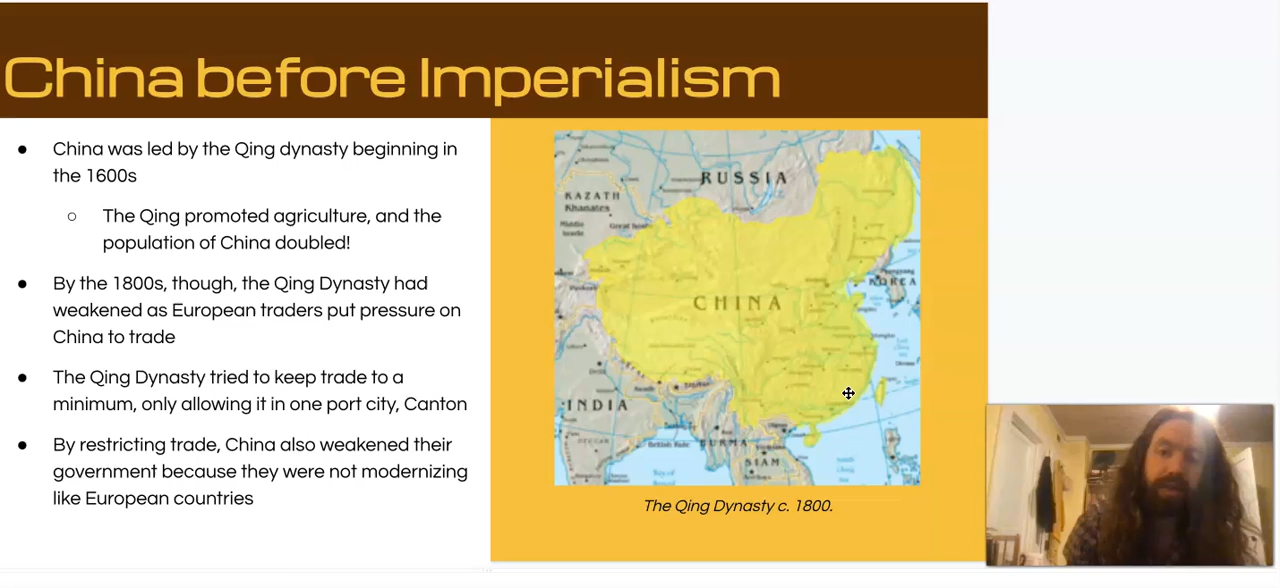 China before Imperialism
● China was led by the Qing dynasty beginning in
the 1600s
○ The Qing promoted agriculture, and the
population of China doubled!
● By the 1800s, though, the Qing Dynasty had
weakened as European traders put pressure on
China to trade
● The Qing Dynasty tried to keep trade to a
minimum, only allowing it in one port city, Canton
● By restricting trade, China also weakened their
government because they were not modernizing
like European countries
RUSSIA
KAZATH
Khanates
CHINA
KOREA
INDIA
BURMA
SIAM
The Qing Dynasty c. 1800.